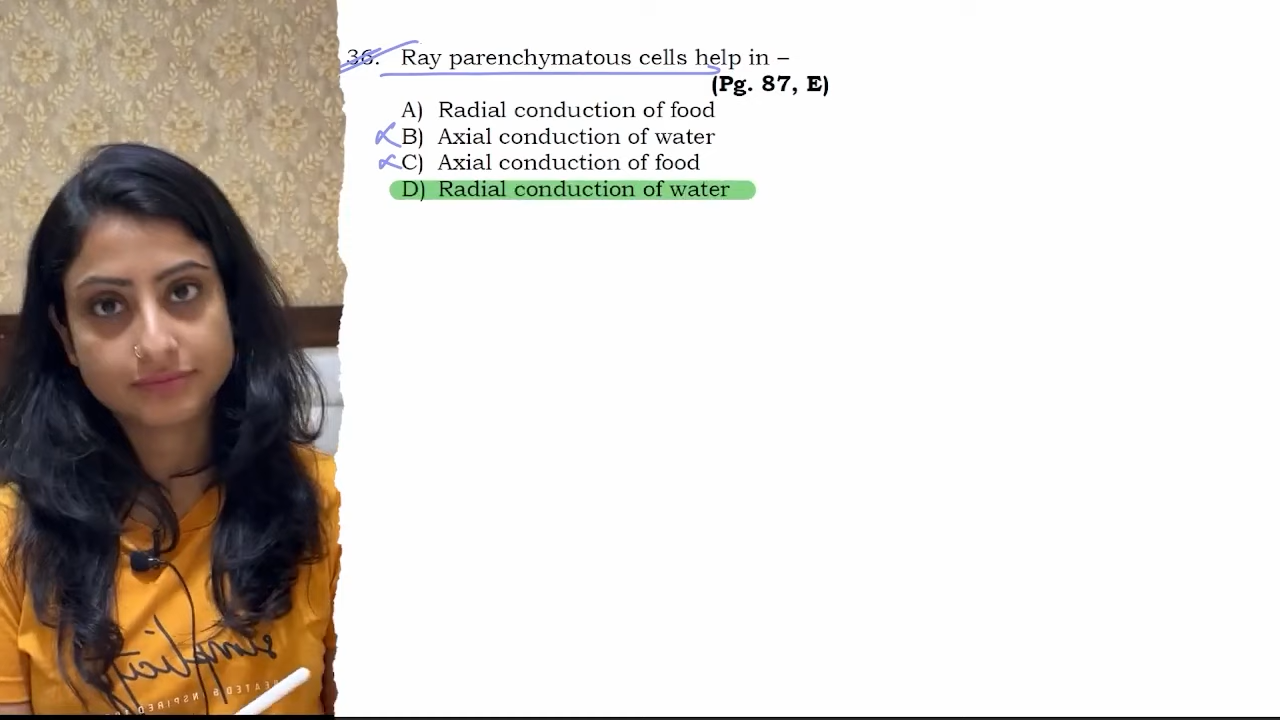 36. Ray parenchymatous cells help in –
(Pg. 87, E)
A) Radial conduction of food
B) Axial conduction of water
C) Axial conduction of food
D) Radial conduction of water
simplicity